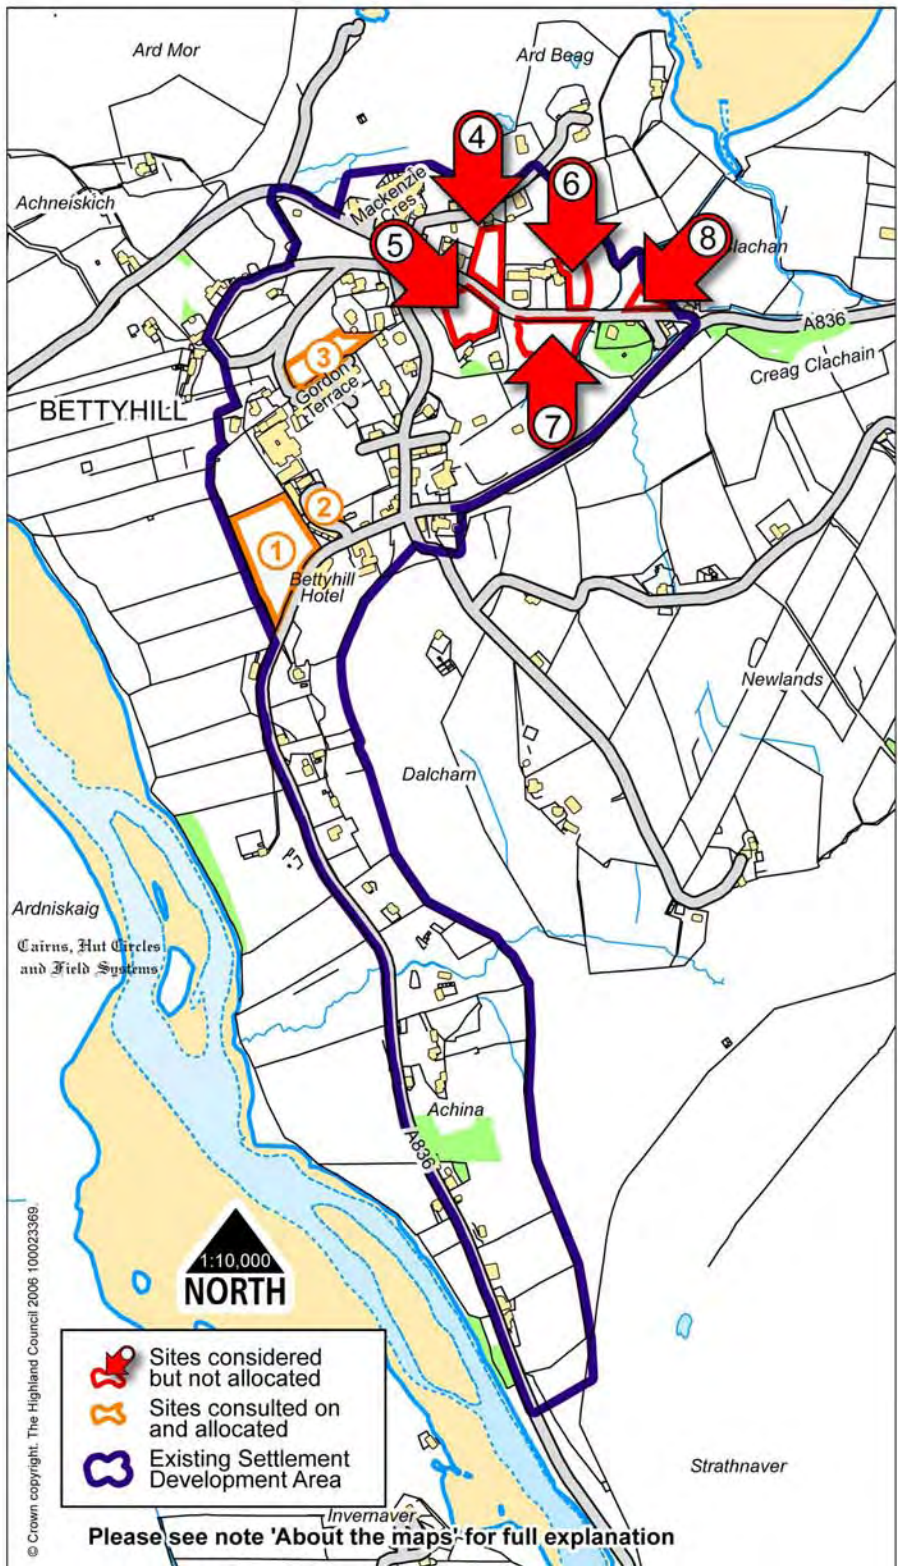 Ard Mor
Ard Beag
4
Mackenzie
Cres
6
Achneiskich
5
8
Clachan
A836
3
Gordon
Terrace
Creag Clachain
BETTYHILL
7
2
1
Bettyhill
Hotel
Newlands
Dalcharn
Ardniskaig
Cairns, Hut Circles
and Field Systems
Achina
A836
1:10,000
NORTH
© Crown copyright. The Highland Council 2006 100023369.
Sites considered
but not allocated
Sites consulted on
and allocated
Existing Settlement
Development Area
Strathnaver
Invernaver
Please see note 'About the maps' for full explanation